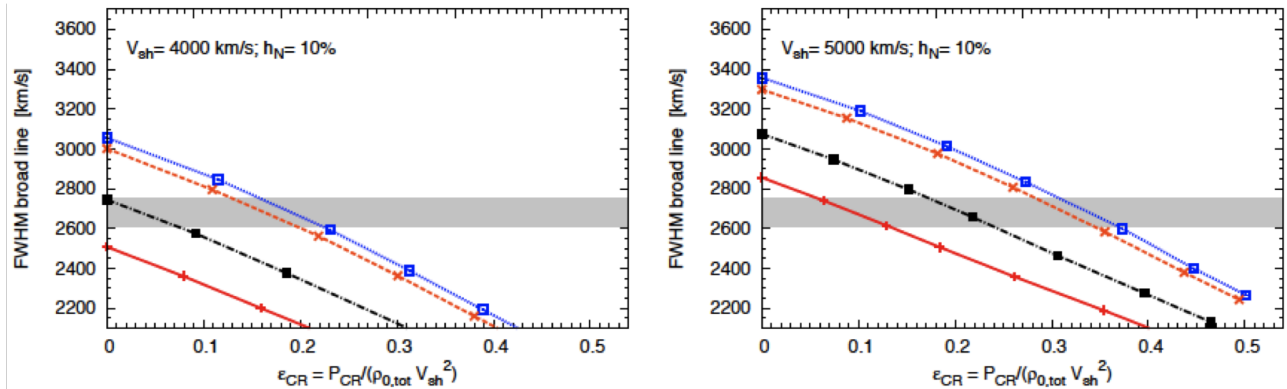 3600
3400
3200
3000
2800
2600
2400
2200
FWHM broad line [km/s]
V_sh= 4000 km/s; h_N= 10%
0 0.1 0.2 0.3 0.4 0.5
ε_CR = P_CR/(ρ_0,tot V_sh^2)
3600
3400
3200
3000
2800
2600
2400
2200
FWHM broad line [km/s]
V_sh= 5000 km/s; h_N= 10%
0 0.1 0.2 0.3 0.4 0.5
ε_CR = P_CR/(ρ_0,tot V_sh^2)